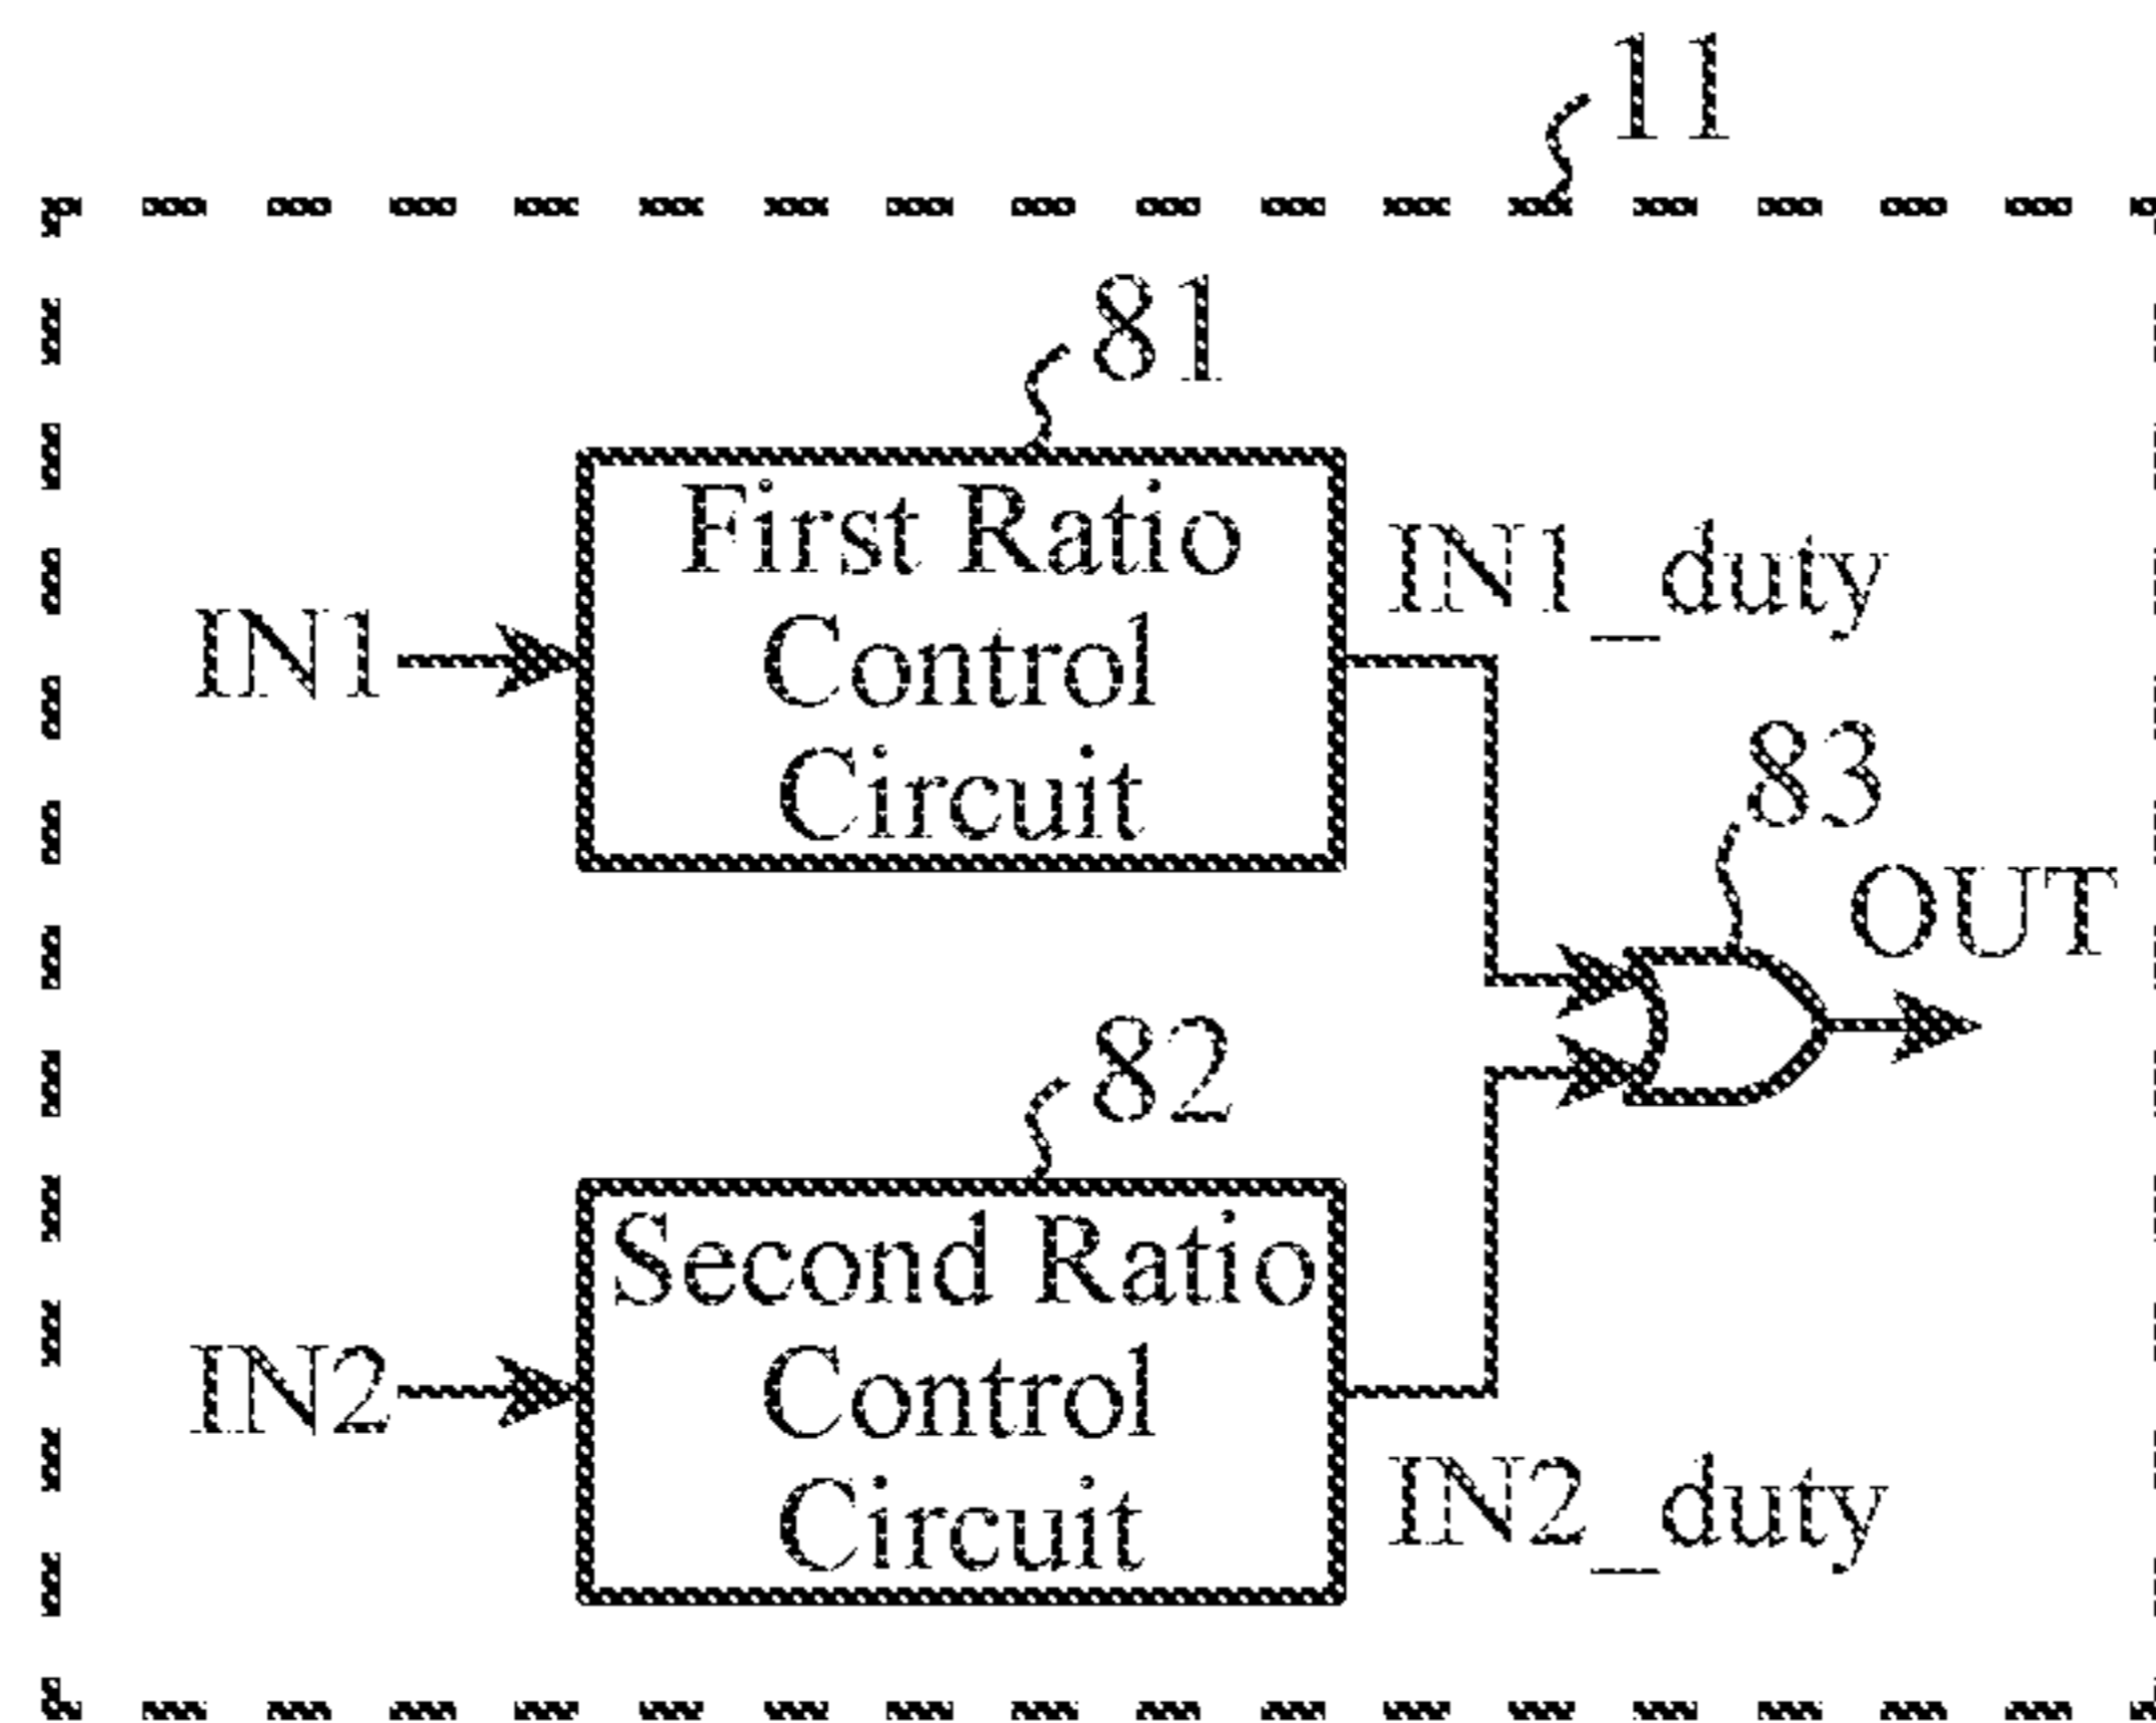 11
81
First Ratio
Control
Circuit
IN1
IN1_duty
83
OUT
82
Second Ratio
Control
Circuit
IN2
IN2_duty